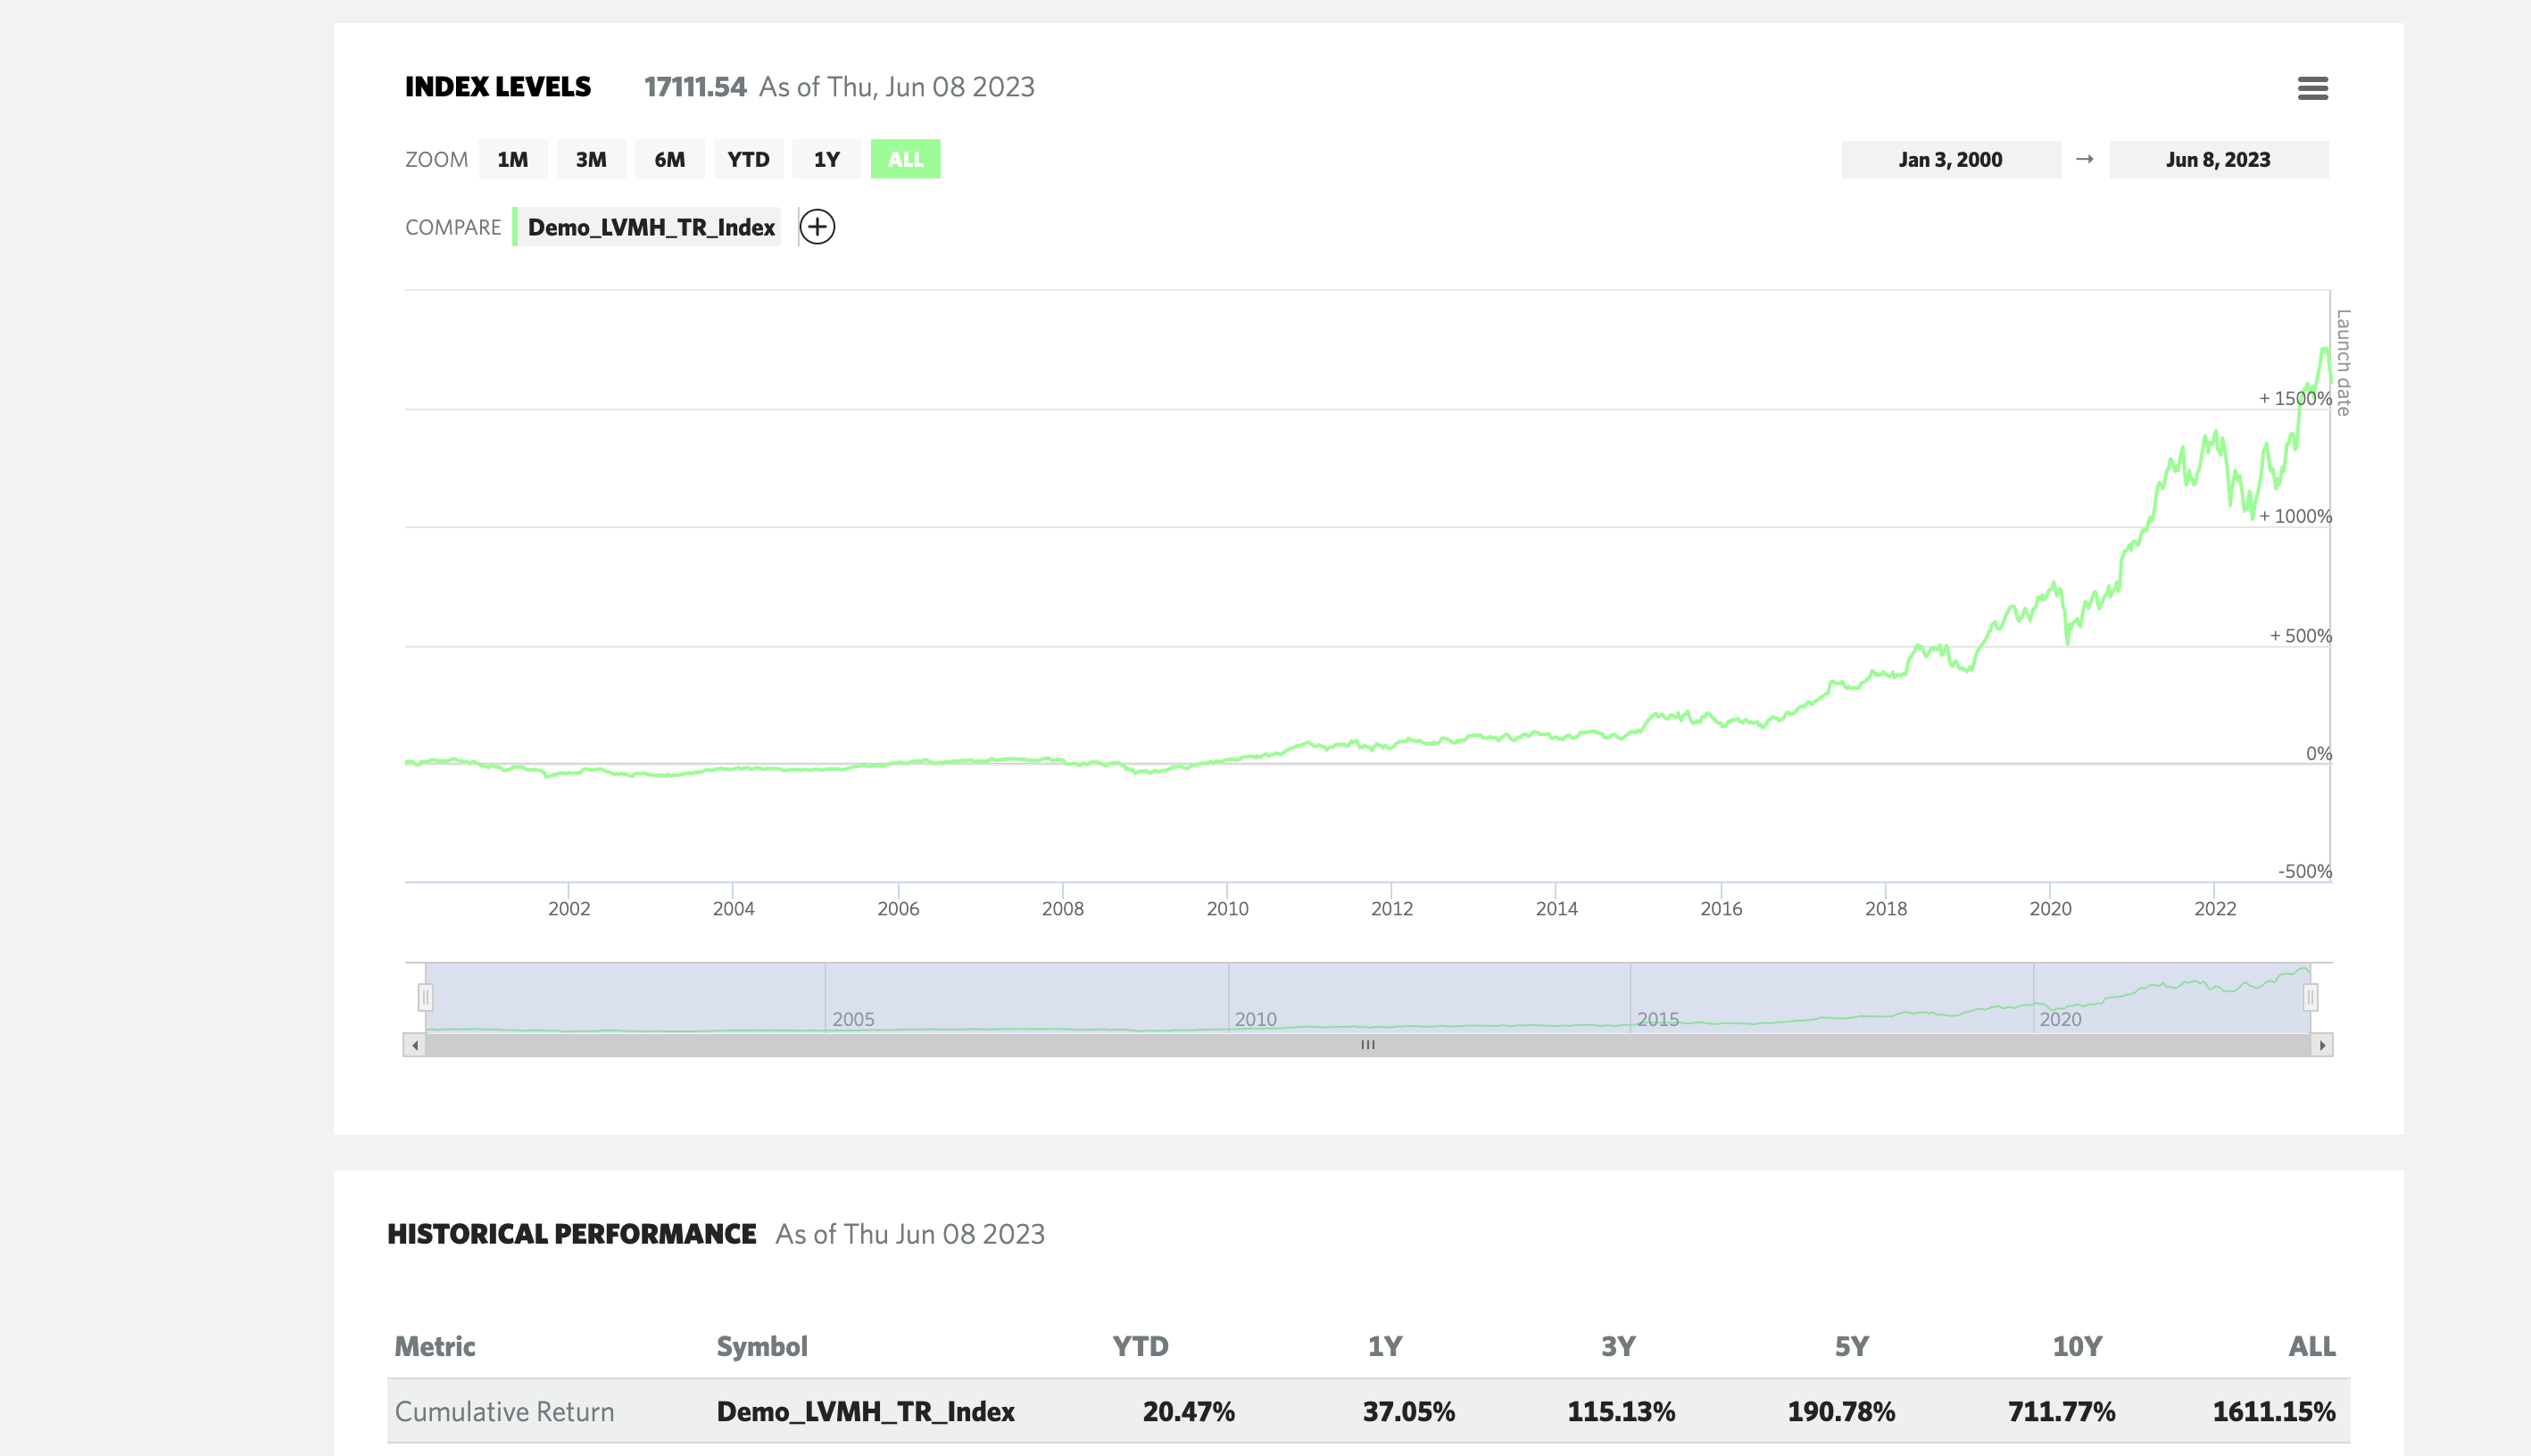 INDEX LEVELS 17111.54 As of Thu, Jun 08 2023
ZOOM 1M 3M 6M YTD 1Y ALL Jan 3, 2000 → Jun 8, 2023
COMPARE Demo_LVMH_TR_Index
Launch date
+ 1500%
+ 1000%
+ 500%
0%
-500%
2002 2004 2006 2008 2010 2012 2014 2016 2018 2020 2022
2005 2010 2015 2020
HISTORICAL PERFORMANCE As of Thu Jun 08 2023
Metric Symbol YTD 1Y 3Y 5Y 10Y ALL
Cumulative Return Demo_LVMH_TR_Index 20.47% 37.05% 115.13% 190.78% 711.77% 1611.15%